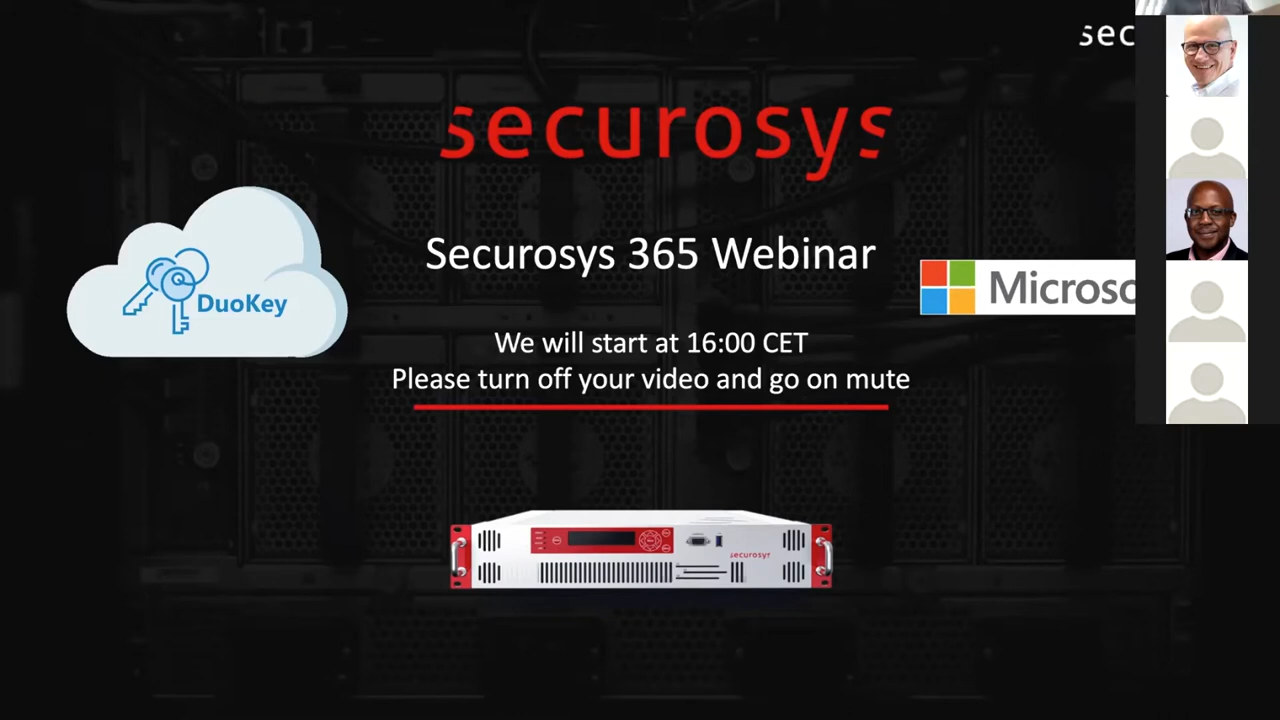 sec
securosys
Securosys 365 Webinar
DuoKey
Microso
We will start at 16:00 CET
Please turn off your video and go on mute
securosys